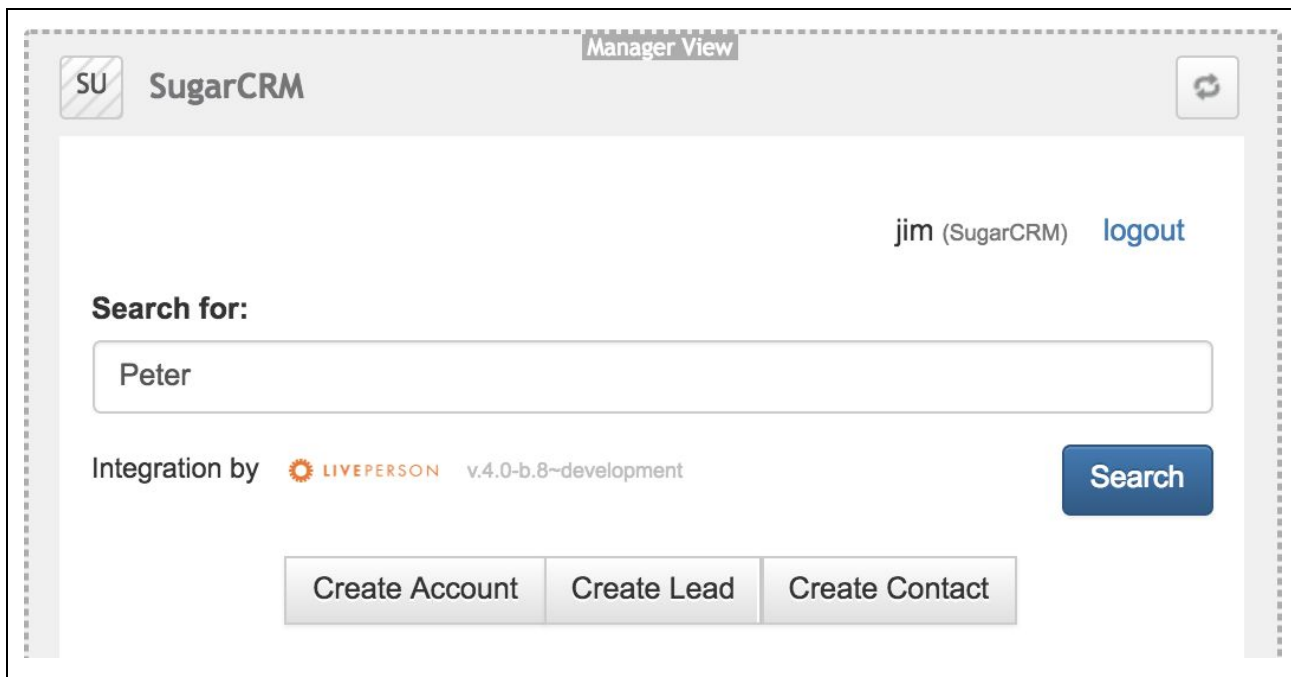 Manager View
SU SugarCRM
jim (SugarCRM) logout
Search for:
Peter
Integration by LIVEPERSON v.4.0-b.8~development
Search
Create Account Create Lead Create Contact